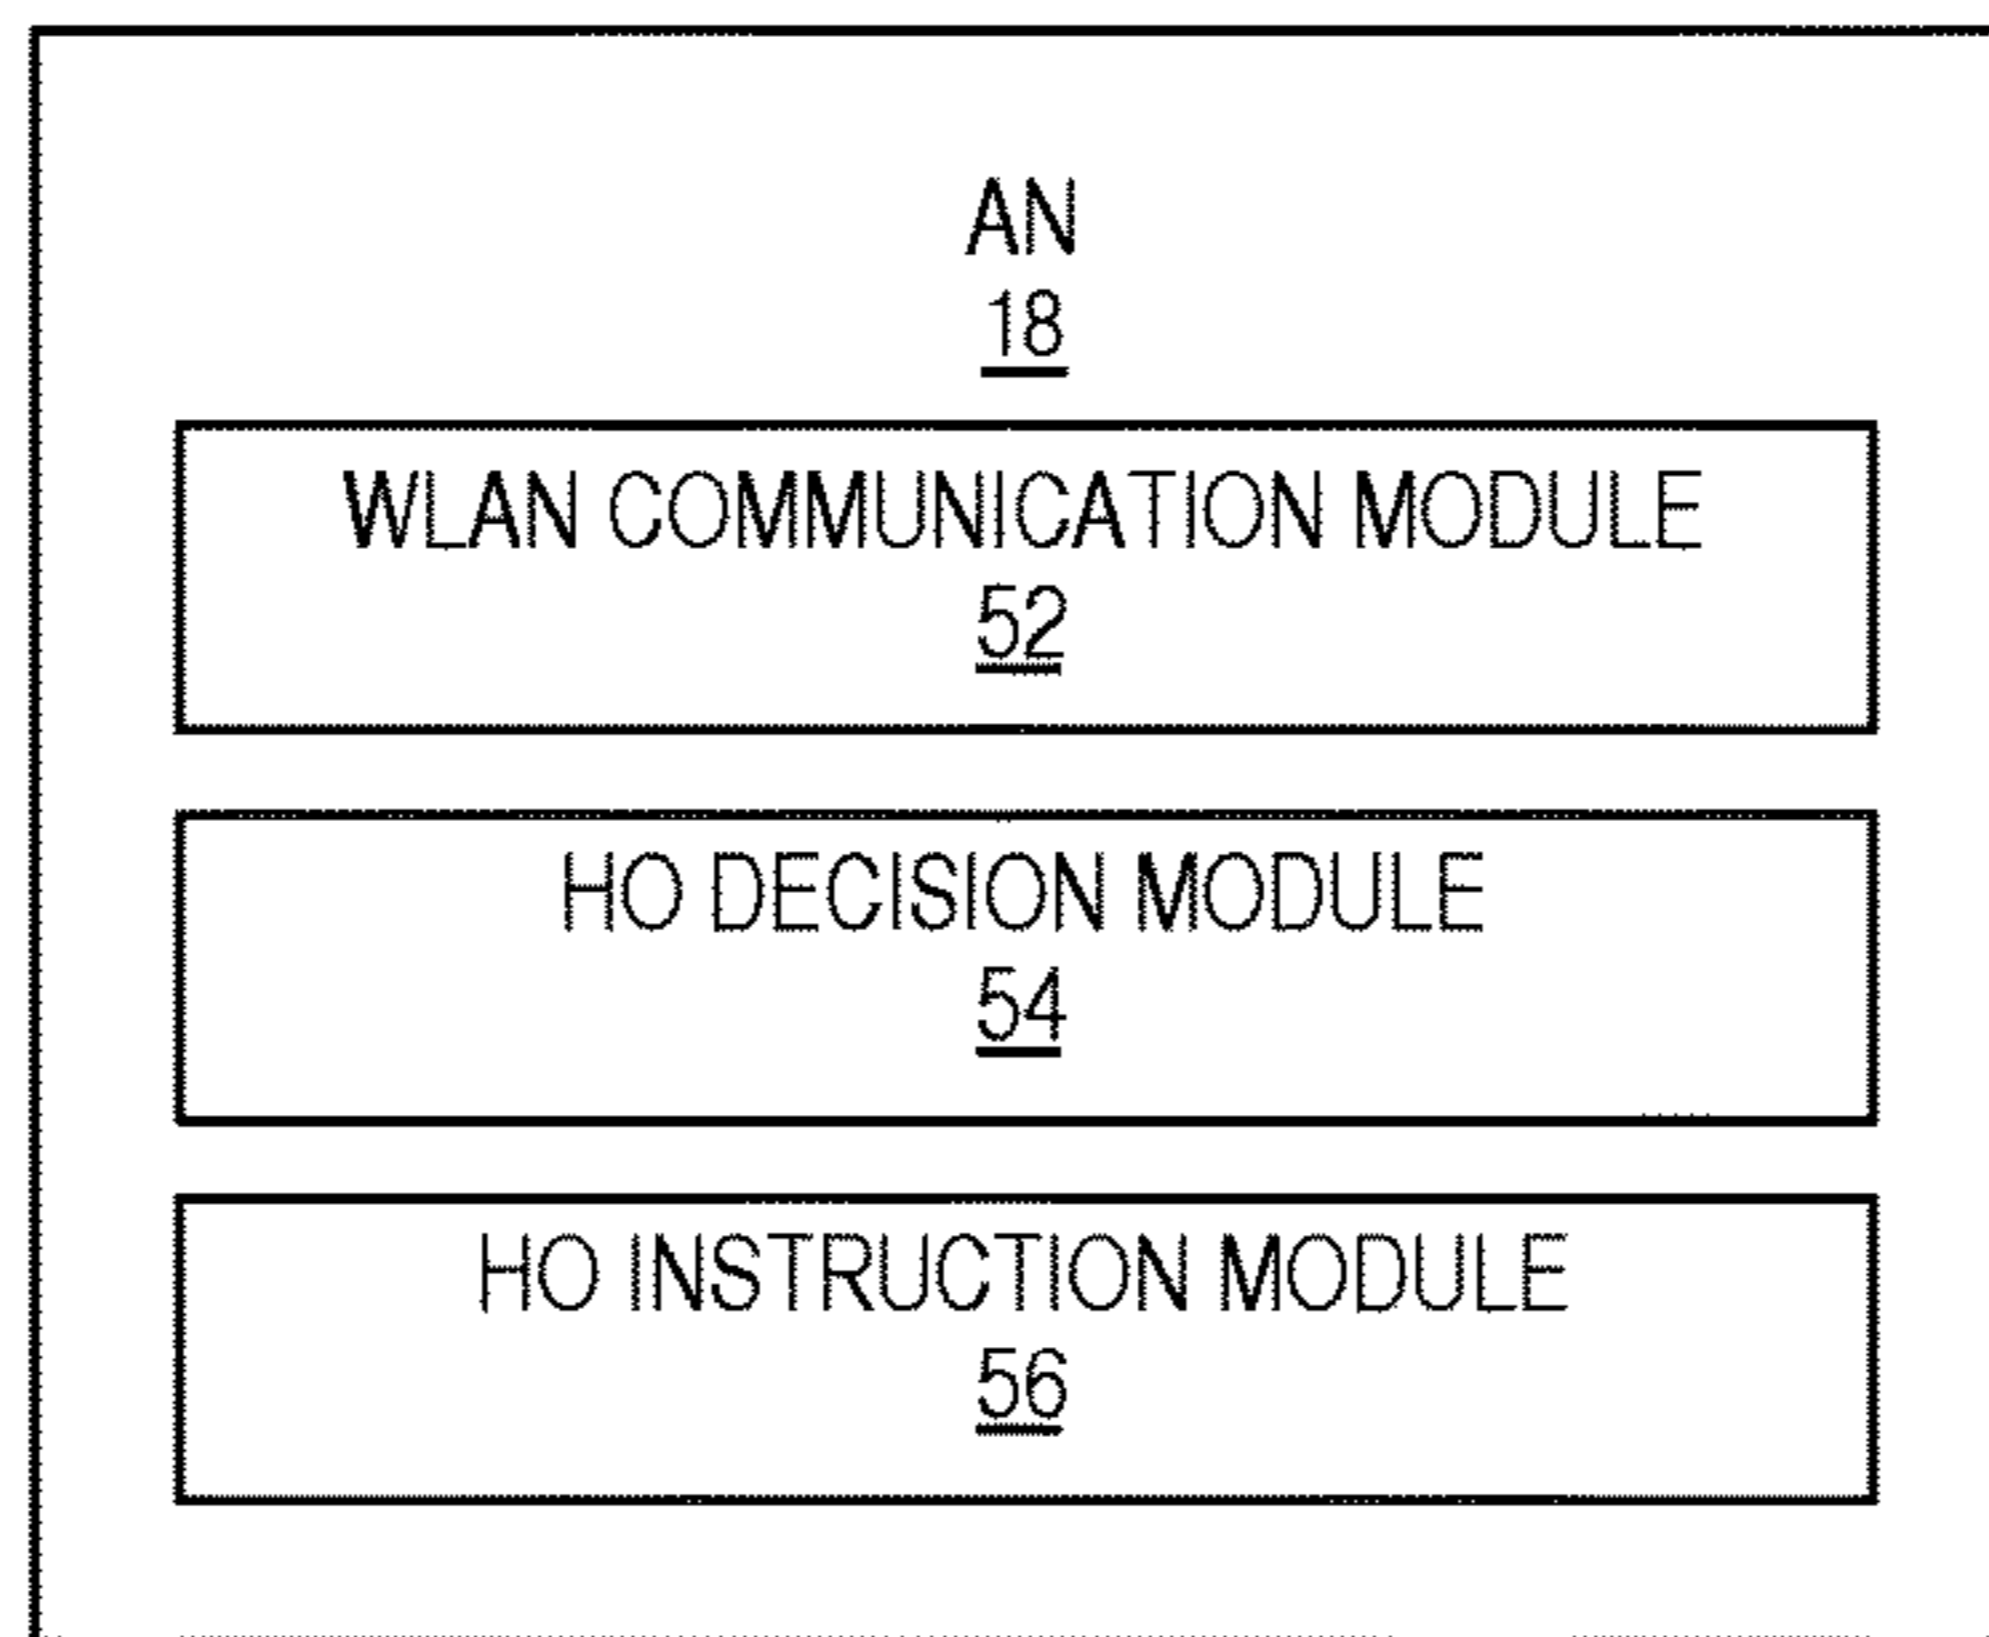 AN
18
WLAN COMMUNICATION MODULE
52
HO DECISION MODULE
54
HO INSTRUCTION MODULE
56